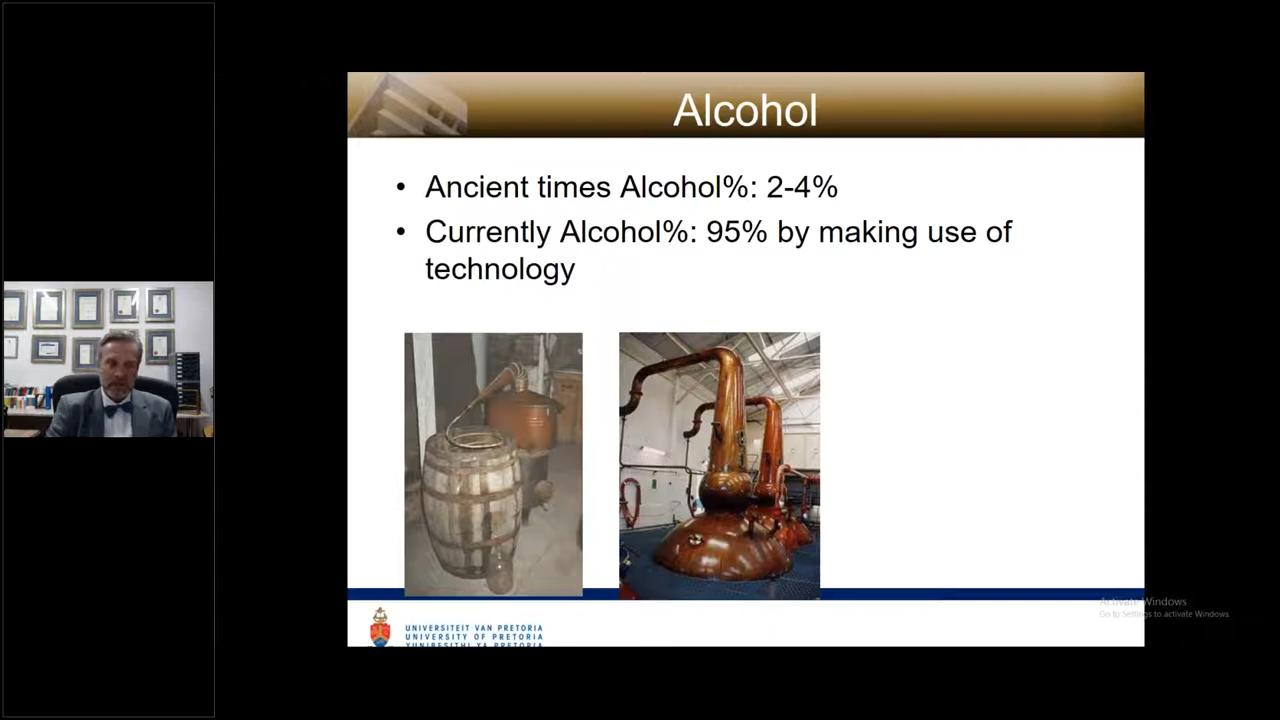 Alcohol
• Ancient times Alcohol%: 2-4%
• Currently Alcohol%: 95% by making use of
technology
UNIVERSITEIT VAN PRETORIA
UNIVERSITY OF PRETORIA
YUNIBESITHI YA PRETORIA
Activate Windows
Go to Settings to activate Windows.